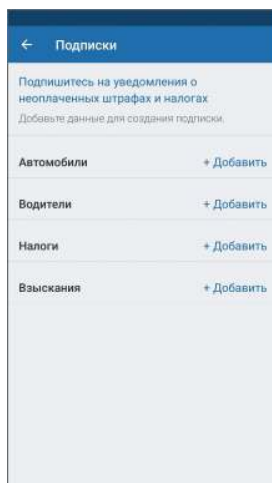 Подписки
Подпишитесь на уведомления о
неоплаченных штрафах и налогах
Добавьте данные для создания подписки.
Автомобили + Добавить
Водители + Добавить
Налоги + Добавить
Взыскания + Добавить